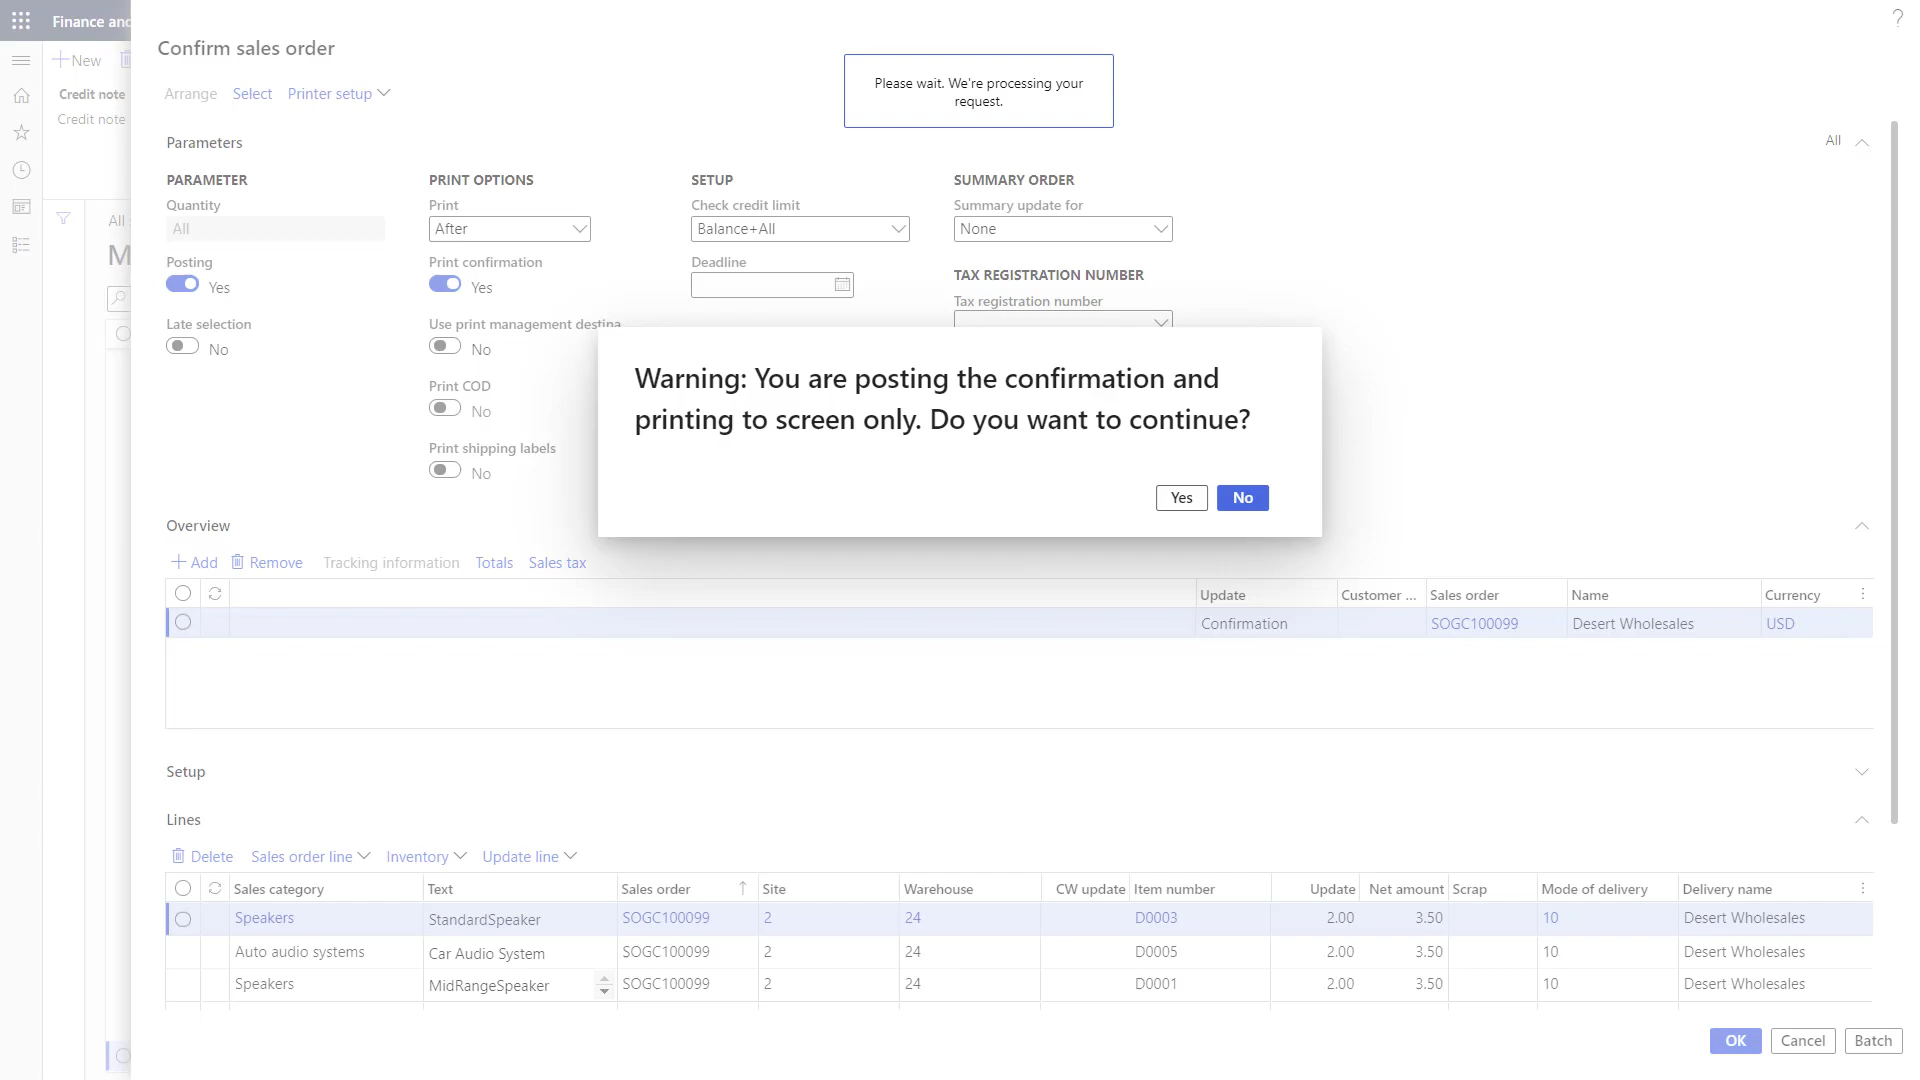 Finance and
?
New
Credit note
Credit note
All
M
Confirm sales order
Arrange Select Printer setup
Please wait. We're processing your
request.
Parameters
All
PARAMETER
Quantity
All
Posting
Yes
Late selection
No
PRINT OPTIONS
Print
After
Print confirmation
Yes
Use print management destina
No
Print COD
No
Print shipping labels
No
SETUP
Check credit limit
Balance+All
Deadline
SUMMARY ORDER
Summary update for
None
TAX REGISTRATION NUMBER
Tax registration number
Warning: You are posting the confirmation and
printing to screen only. Do you want to continue?
Yes No
Overview
Add Remove Tracking information Totals Sales tax
Update Customer ... Sales order Name Currency
Confirmation SOGC100099 Desert Wholesales USD
Setup
Lines
Delete Sales order line Inventory Update line
Sales category Text Sales order Site Warehouse CW update Item number Update Net amount Scrap Mode of delivery Delivery name
Speakers StandardSpeaker SOGC100099 2 24 D0003 2.00 3.50 10 Desert Wholesales
Auto audio systems Car Audio System SOGC100099 2 24 D0005 2.00 3.50 10 Desert Wholesales
Speakers MidRangeSpeaker SOGC100099 2 24 D0001 2.00 3.50 10 Desert Wholesales
OK Cancel Batch